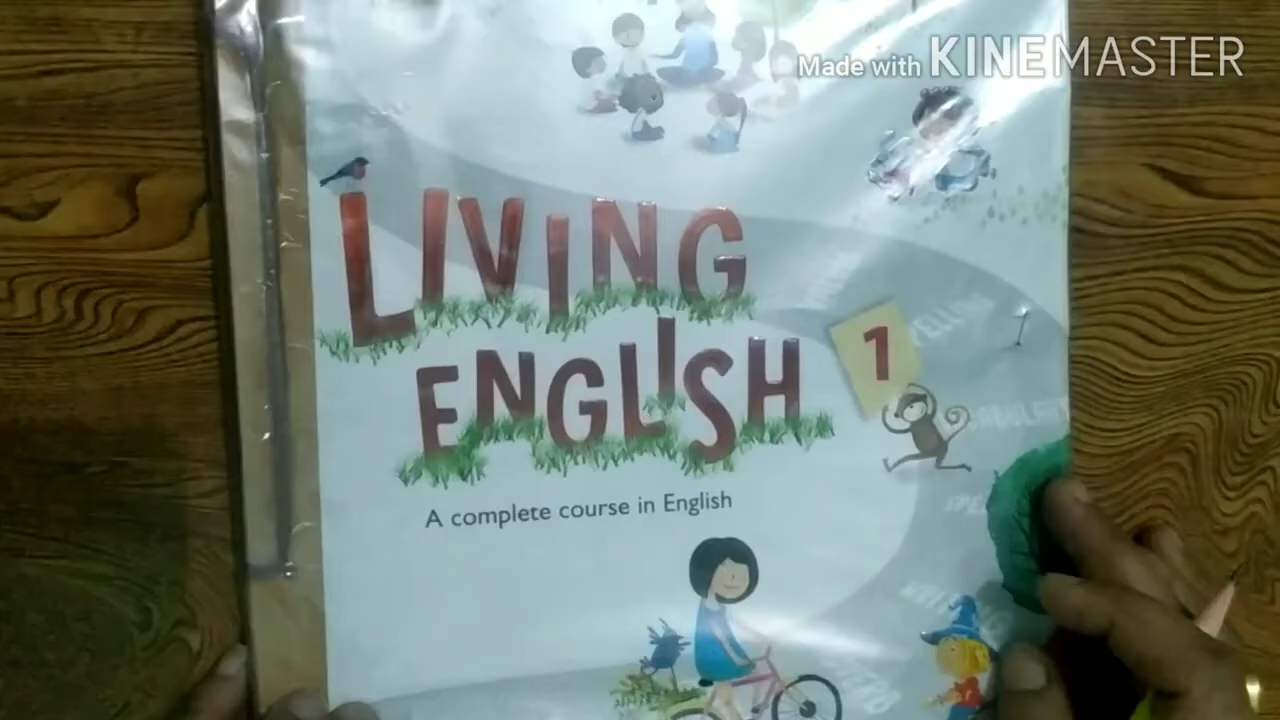 Made with KINEMASTER
LIVING
ENGLISH
1
A complete course in English